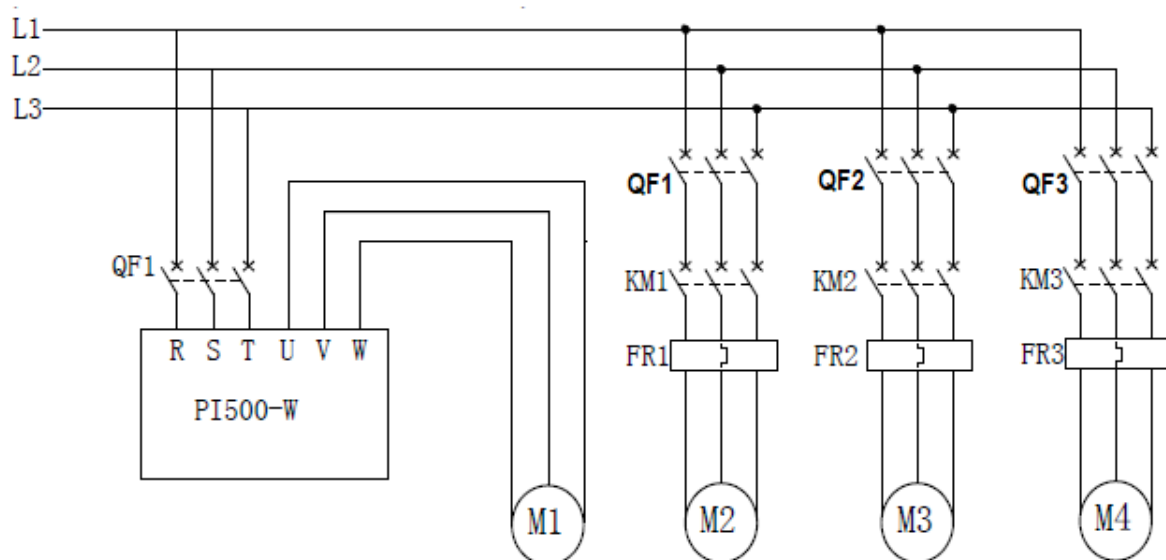 L1
L2
L3
QF1 QF2 QF3
QF1
KM1 KM2 KM3
R S T U V W
FR1 FR2 FR3
PI500-W
M1 M2 M3 M4